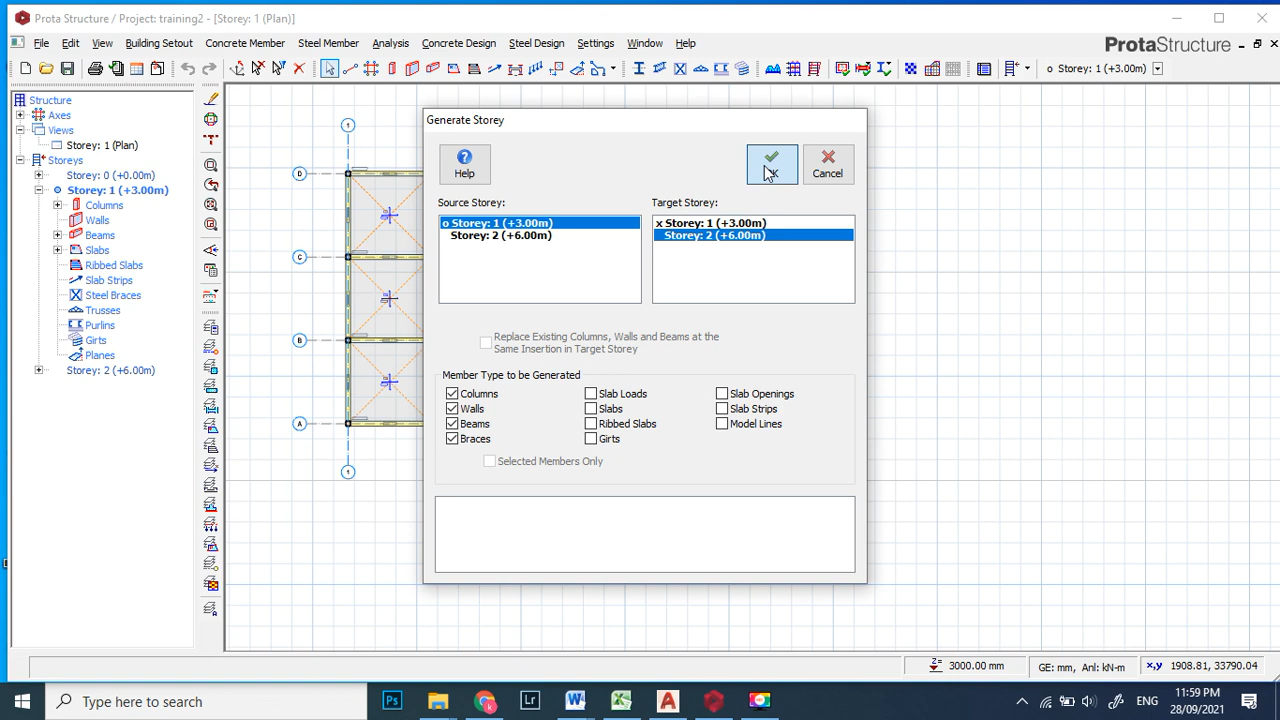 Prota Structure / Project: training2 - [Storey: 1 (Plan)]
File Edit View Building Setout Concrete Member Steel Member Analysis Concrete Design Steel Design Settings Window Help
ProtaStructure
o Storey: 1 (+3.00m)
Structure
Axes
Views
Storey: 1 (Plan)
Storeys
Storey: 0 (+0.00m)
Storey: 1 (+3.00m)
Columns
Walls
Beams
Slabs
Ribbed Slabs
Slab Strips
Steel Braces
Trusses
Purlins
Girts
Planes
Storey: 2 (+6.00m)
1
D
C
B
A
1
Generate Storey
Help
Cancel
Source Storey:
Target Storey:
o Storey: 1 (+3.00m)
Storey: 2 (+6.00m)
x Storey: 1 (+3.00m)
Storey: 2 (+6.00m)
Replace Existing Columns, Walls and Beams at the
Same Insertion in Target Storey
Member Type to be Generated
Columns
Slab Loads
Slab Openings
Walls
Slabs
Slab Strips
Beams
Ribbed Slabs
Model Lines
Braces
Girts
Selected Members Only
Z= 3000.00 mm
GE: mm, Anl: kN-m
x,y 1908.81, 33790.04
Type here to search
Ps
Lr
ENG
11:59 PM
28/09/2021